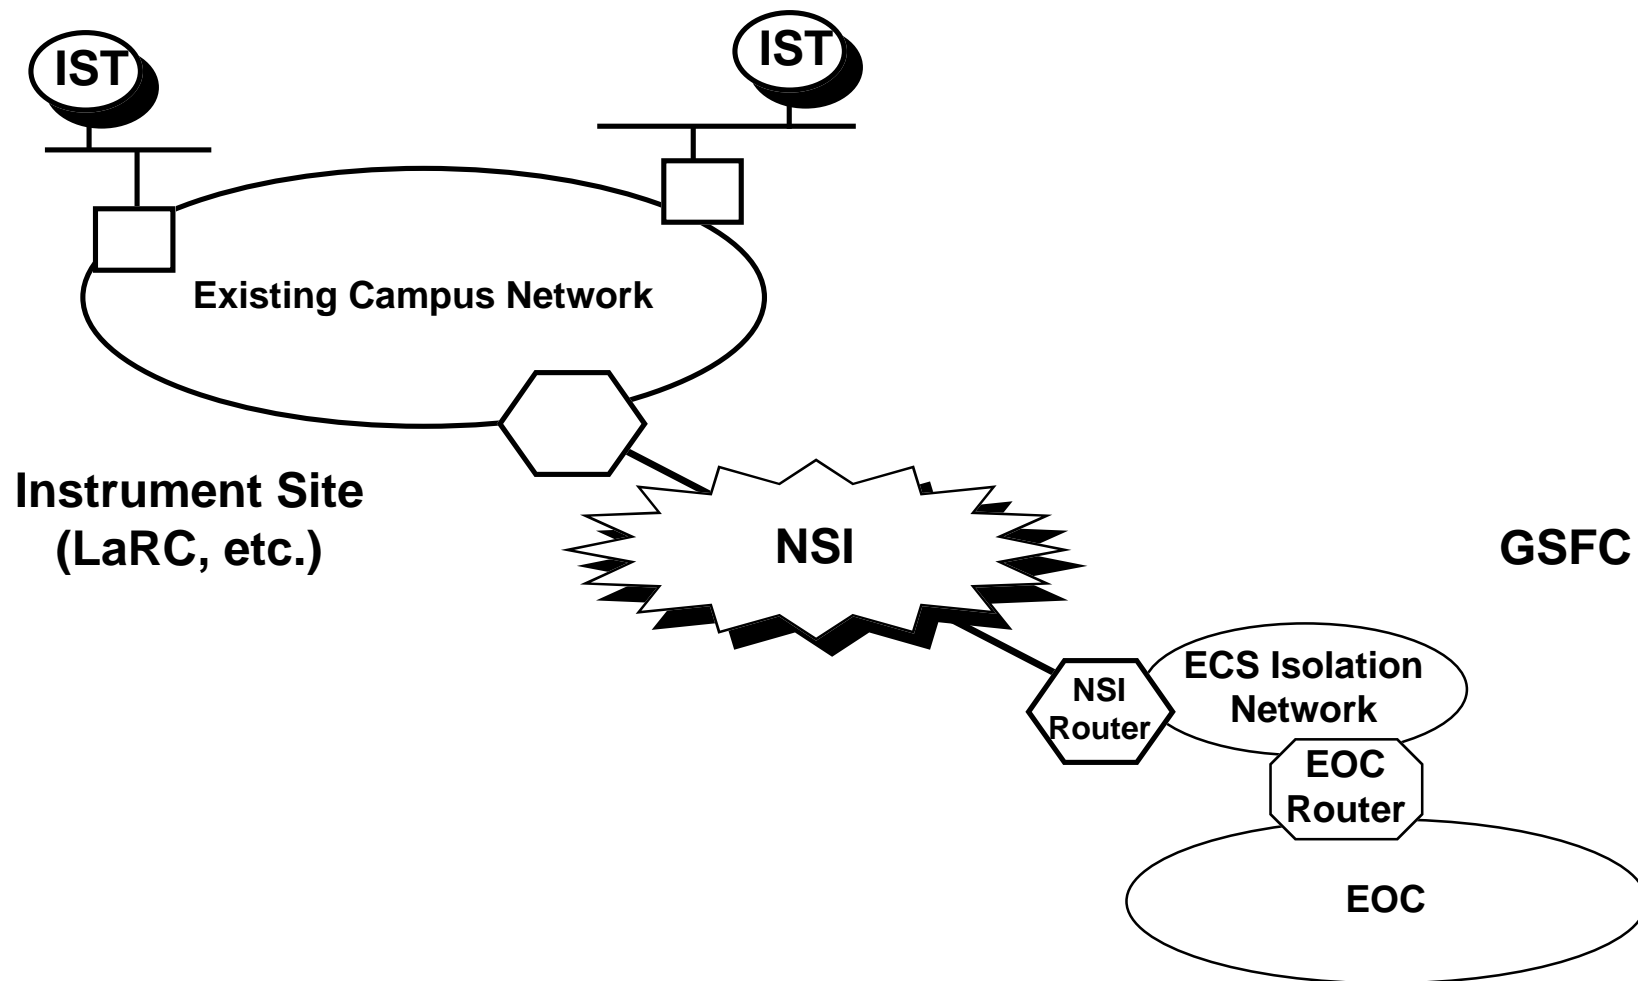 IST
IST
Existing Campus Network
Instrument Site
(LaRC, etc.)
NSI
GSFC
NSI
Router
ECS Isolation
Network
EOC
Router
EOC